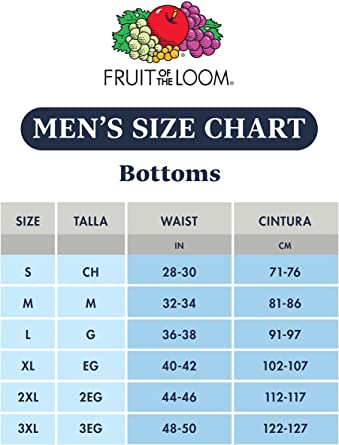 FRUIT OF THE LOOM®
MEN'S SIZE CHART
Bottoms
SIZE TALLA WAIST CINTURA
IN CM
S CH 28-30 71-76
M M 32-34 81-86
L G 36-38 91-97
XL EG 40-42 102-107
2XL 2EG 44-46 112-117
3XL 3EG 48-50 122-127